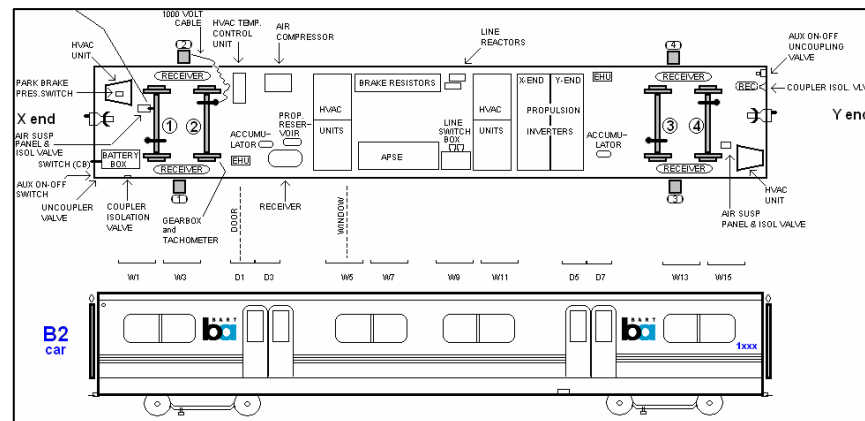 1000 VOLT
CABLE
HVAC TEMP.
CONTROL
UNIT
AIR
COMPRESSOR
LINE
REACTORS
AUX ON-OFF
UNCOUPLING
VALVE
HVAC
UNIT
2
4
RECEIVER
RECEIVER
PARK BRAKE
PRES.SWITCH
BRAKE RESISTORS
X-END
Y-END
EHU
REC
COUPLER ISOL. VLV
X end
1
2
PROP.
RESER-
VOIR
HVAC
UNITS
LINE
SWITCH
BOX
HVAC
UNITS
PROPULSION
INVERTERS
3
4
Y end
AIR SUSP
PANEL &
ISOL VALVE
ACCUMU-
LATOR
ACCUMU-
LATOR
SWITCH (CB)
BATTERY
BOX
EHU
APSE
AUX ON-OFF
SWITCH
RECEIVER
RECEIVER
HVAC
UNIT
UNCOUPLER
VALVE
COUPLER
ISOLATION
VALVE
1
3
GEARBOX
and
TACHOMETER
DOOR
RECEIVER
WINDOW
AIR SUSP
PANEL & ISOL VALVE
W1 W3 D1 D3 W5 W7 W9 W11 D5 D7 W13 W15
B2
car
BART
ba
BART
ba
1xxx